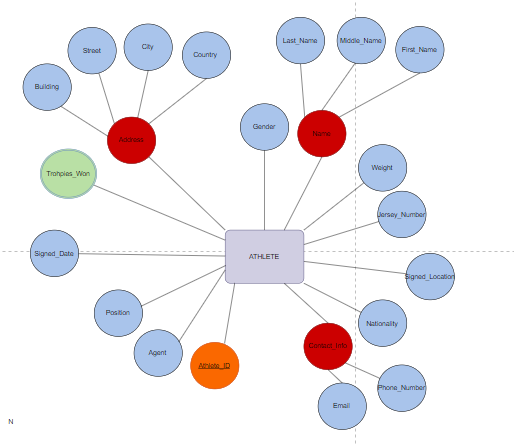 Last_Name
Middle_Name
First_Name
Street
City
Country
Building
Gender
Name
Address
Weight
Trohpies_Won
Jersey_Number
Signed_Date
ATHLETE
Signed_Location
Position
Nationality
Contact_Info
Agent
Athlete_ID
Phone_Number
Email
N